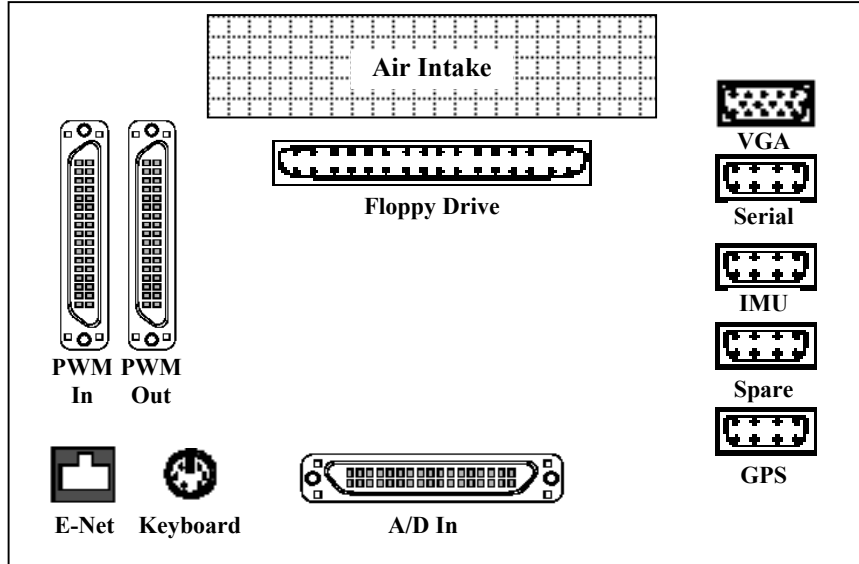 Air Intake
VGA
Floppy Drive
Serial
IMU
PWM PWM
In Out
Spare
GPS
E-Net Keyboard A/D In